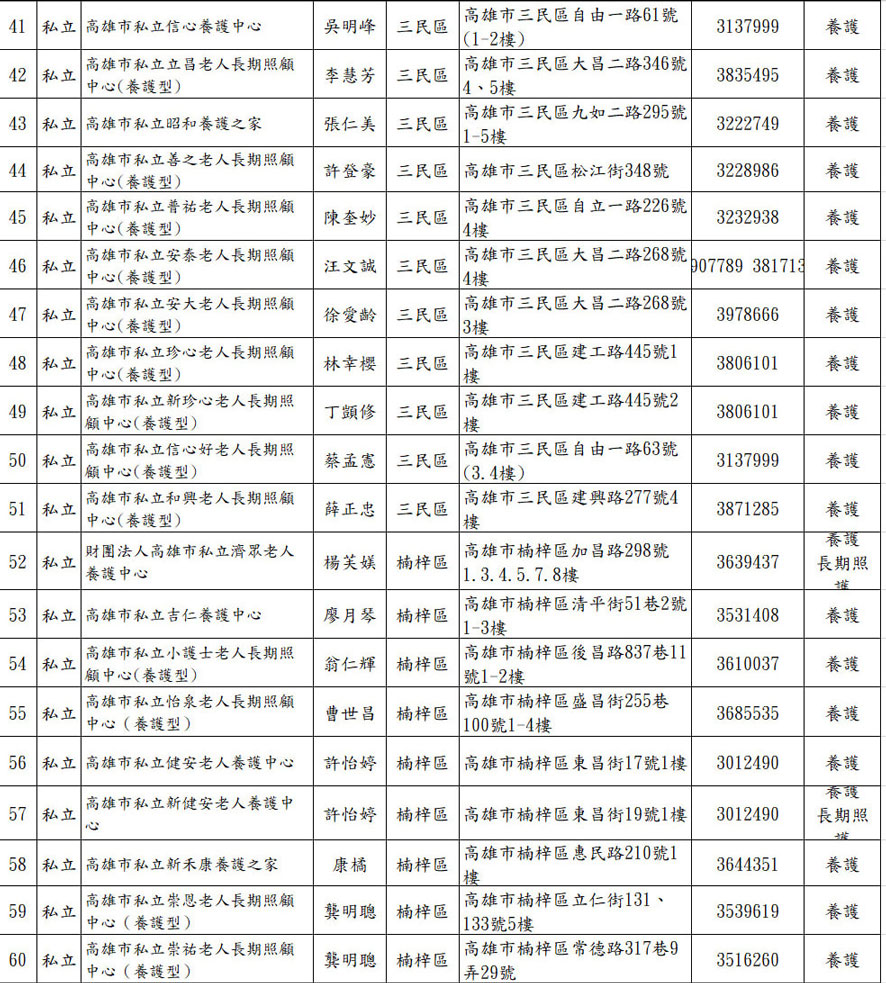 41 私立 高雄市私立信心養護中心 吳明峰 三民區 高雄市三民區自由一路61號(1-2樓) 3137999 養護
42 私立 高雄市私立立昌老人長期照顧中心(養護型) 李慧芳 三民區 高雄市三民區大昌二路346號4、5樓 3835495 養護
43 私立 高雄市私立昭和養護之家 張仁美 三民區 高雄市三民區九如二路295號1-5樓 3222749 養護
44 私立 高雄市私立善之老人長期照顧中心(養護型) 許登豪 三民區 高雄市三民區松江街348號 3228986 養護
45 私立 高雄市私立普祐老人長期照顧中心(養護型) 陳奎妙 三民區 高雄市三民區自立一路226號4樓 3232938 養護
46 私立 高雄市私立安泰老人長期照顧中心(養護型) 汪文誠 三民區 高雄市三民區大昌二路268號4樓 907789 381713 養護
47 私立 高雄市私立安大老人長期照顧中心(養護型) 徐愛齡 三民區 高雄市三民區大昌二路268號3樓 3978666 養護
48 私立 高雄市私立珍心老人長期照顧中心(養護型) 林幸櫻 三民區 高雄市三民區建工路445號1樓 3806101 養護
49 私立 高雄市私立新珍心老人長期照顧中心(養護型) 丁顗修 三民區 高雄市三民區建工路445號2樓 3806101 養護
50 私立 高雄市私立信心好老人長期照顧中心(養護型) 蔡孟憲 三民區 高雄市三民區自由一路63號(3.4樓) 3137999 養護
51 私立 高雄市私立和興老人長期照顧中心(養護型) 薛正忠 三民區 高雄市三民區建興路277號4樓 3871285 養護
52 私立 財團法人高雄市私立濟眾老人養護中心 楊芙媄 楠梓區 高雄市楠梓區加昌路298號1.3.4.5.7.8樓 3639437 養護長期照護
53 私立 高雄市私立吉仁養護中心 廖月琴 楠梓區 高雄市楠梓區清平街51巷2號1-3樓 3531408 養護
54 私立 高雄市私立小護士老人長期照顧中心(養護型) 翁仁輝 楠梓區 高雄市楠梓區後昌路837巷11號1-2樓 3610037 養護
55 私立 高雄市私立怡泉老人長期照顧中心（養護型） 曹世昌 楠梓區 高雄市楠梓區盛昌街255巷100號1-4樓 3685535 養護
56 私立 高雄市私立健安老人養護中心 許怡婷 楠梓區 高雄市楠梓區東昌街17號1樓 3012490 養護
57 私立 高雄市私立新健安老人養護中心 許怡婷 楠梓區 高雄市楠梓區東昌街19號1樓 3012490 養護長期照護
58 私立 高雄市私立新禾康養護之家 康橘 楠梓區 高雄市楠梓區惠民路210號1樓 3644351 養護
59 私立 高雄市私立崇恩老人長期照顧中心（養護型） 龔明聰 楠梓區 高雄市楠梓區立仁街131、133號5樓 3539619 養護
60 私立 高雄市私立崇祐老人長期照顧中心（養護型） 龔明聰 楠梓區 高雄市楠梓區常德路317巷9弄29號 3516260 養護